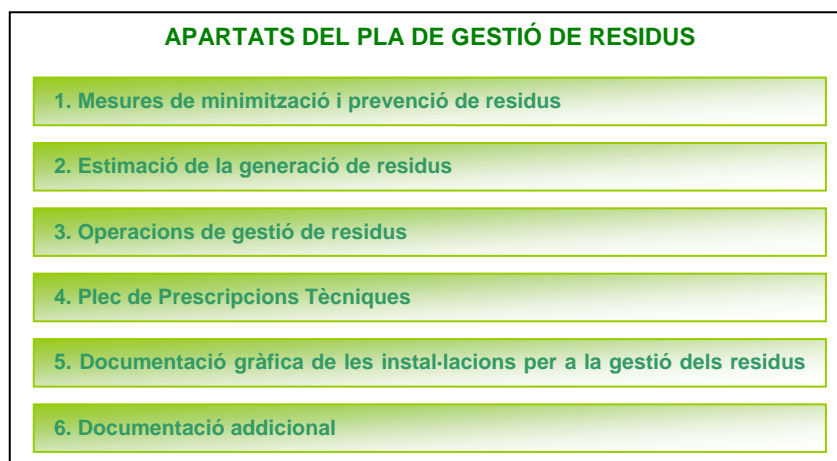 APARTATS DEL PLA DE GESTIÓ DE RESIDUS
1. Mesures de minimització i prevenció de residus
2. Estimació de la generació de residus
3. Operacions de gestió de residus
4. Plec de Prescripcions Tècniques
5. Documentació gràfica de les instal·lacions per a la gestió dels residus
6. Documentació addicional